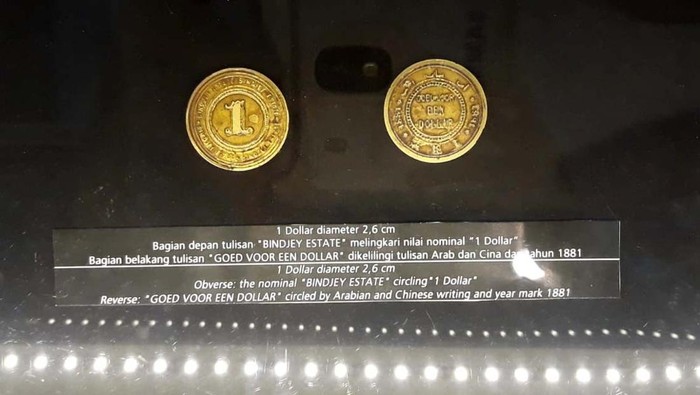 1
GOED VOOR
EEN
DOLLAR
1 Dollar diameter 2,6 cm
Bagian depan tulisan "BINDJEY ESTATE" melingkari nilai nominal "1 Dollar"
Bagian belakang tulisan "GOED VOOR EEN DOLLAR" dikelilingi tulisan Arab dan Cina dan tahun 1881
1 Dollar diameter 2,6 cm
Obverse: the nominal "BINDJEY ESTATE" circling"1 Dollar"
Reverse: "GOED VOOR EEN DOLLAR" circled by Arabian and Chinese writing and year mark 1881